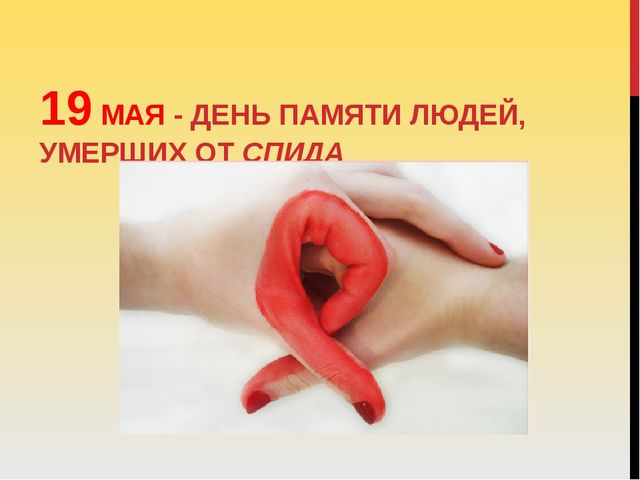 19 МАЯ - ДЕНЬ ПАМЯТИ ЛЮДЕЙ,
УМЕРШИХ ОТ СПИДА